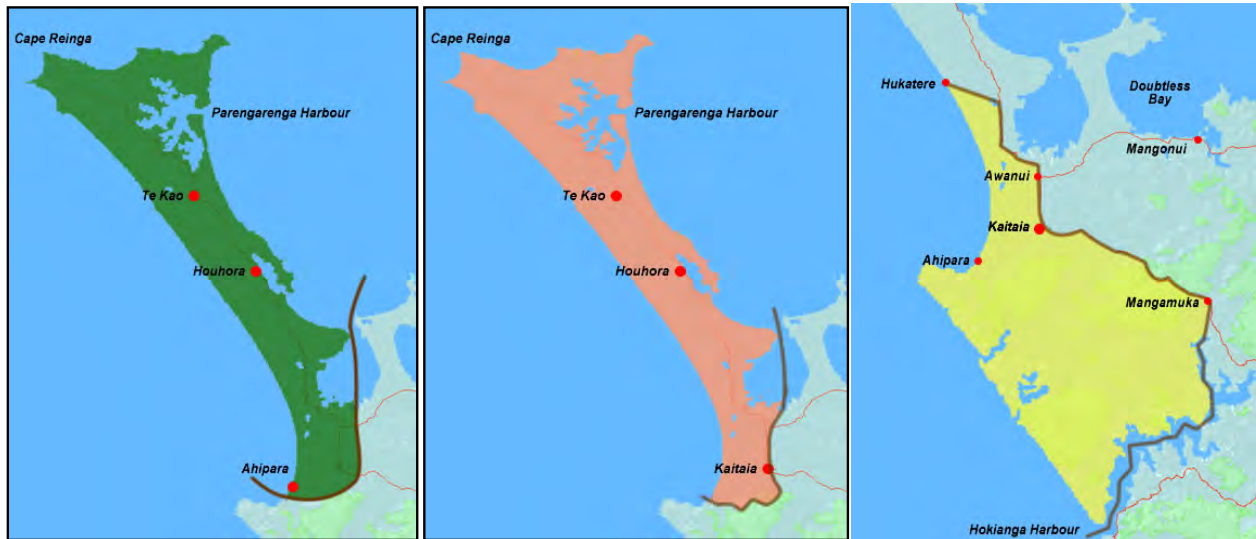 Cape Reinga
Parengarenga Harbour
Te Kao
Houhora
Ahipara
Cape Reinga
Parengarenga Harbour
Te Kao
Houhora
Kaitaia
Hukatere
Doubtless
Bay
Mangonui
Awanui
Kaitaia
Ahipara
Mangamuka
Hokianga Harbour